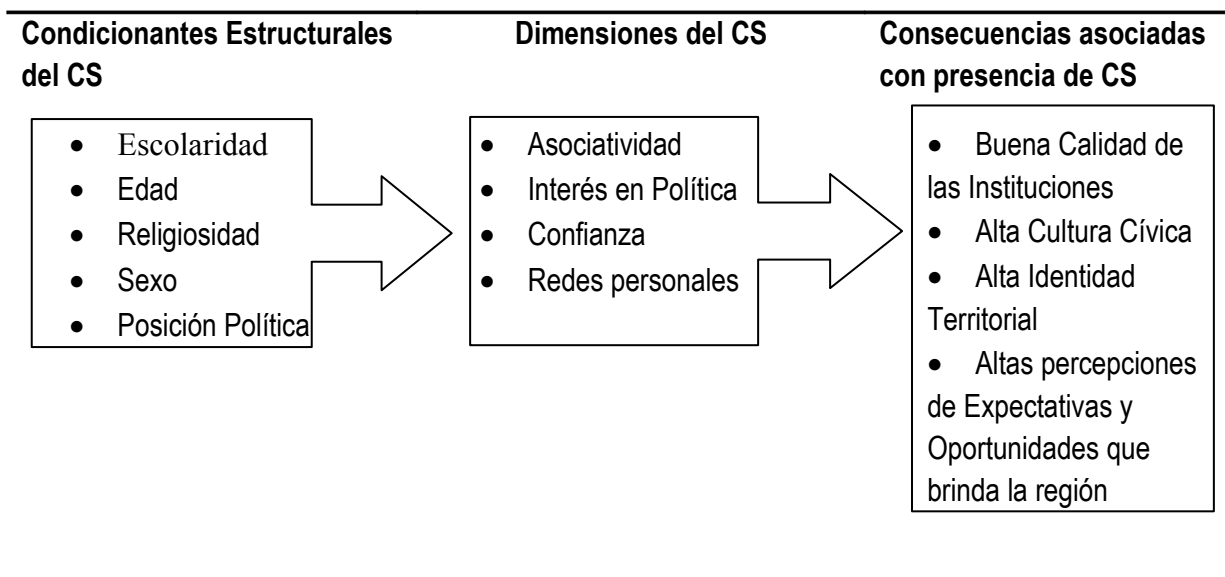 Condicionantes Estructurales
del CS
Dimensiones del CS
Consecuencias asociadas
con presencia de CS
• Escolaridad
• Edad
• Religiosidad
• Sexo
• Posición Política
• Asociatividad
• Interés en Política
• Confianza
• Redes personales
• Buena Calidad de
las Instituciones
• Alta Cultura Cívica
• Alta Identidad
Territorial
• Altas percepciones
de Expectativas y
Oportunidades que
brinda la región